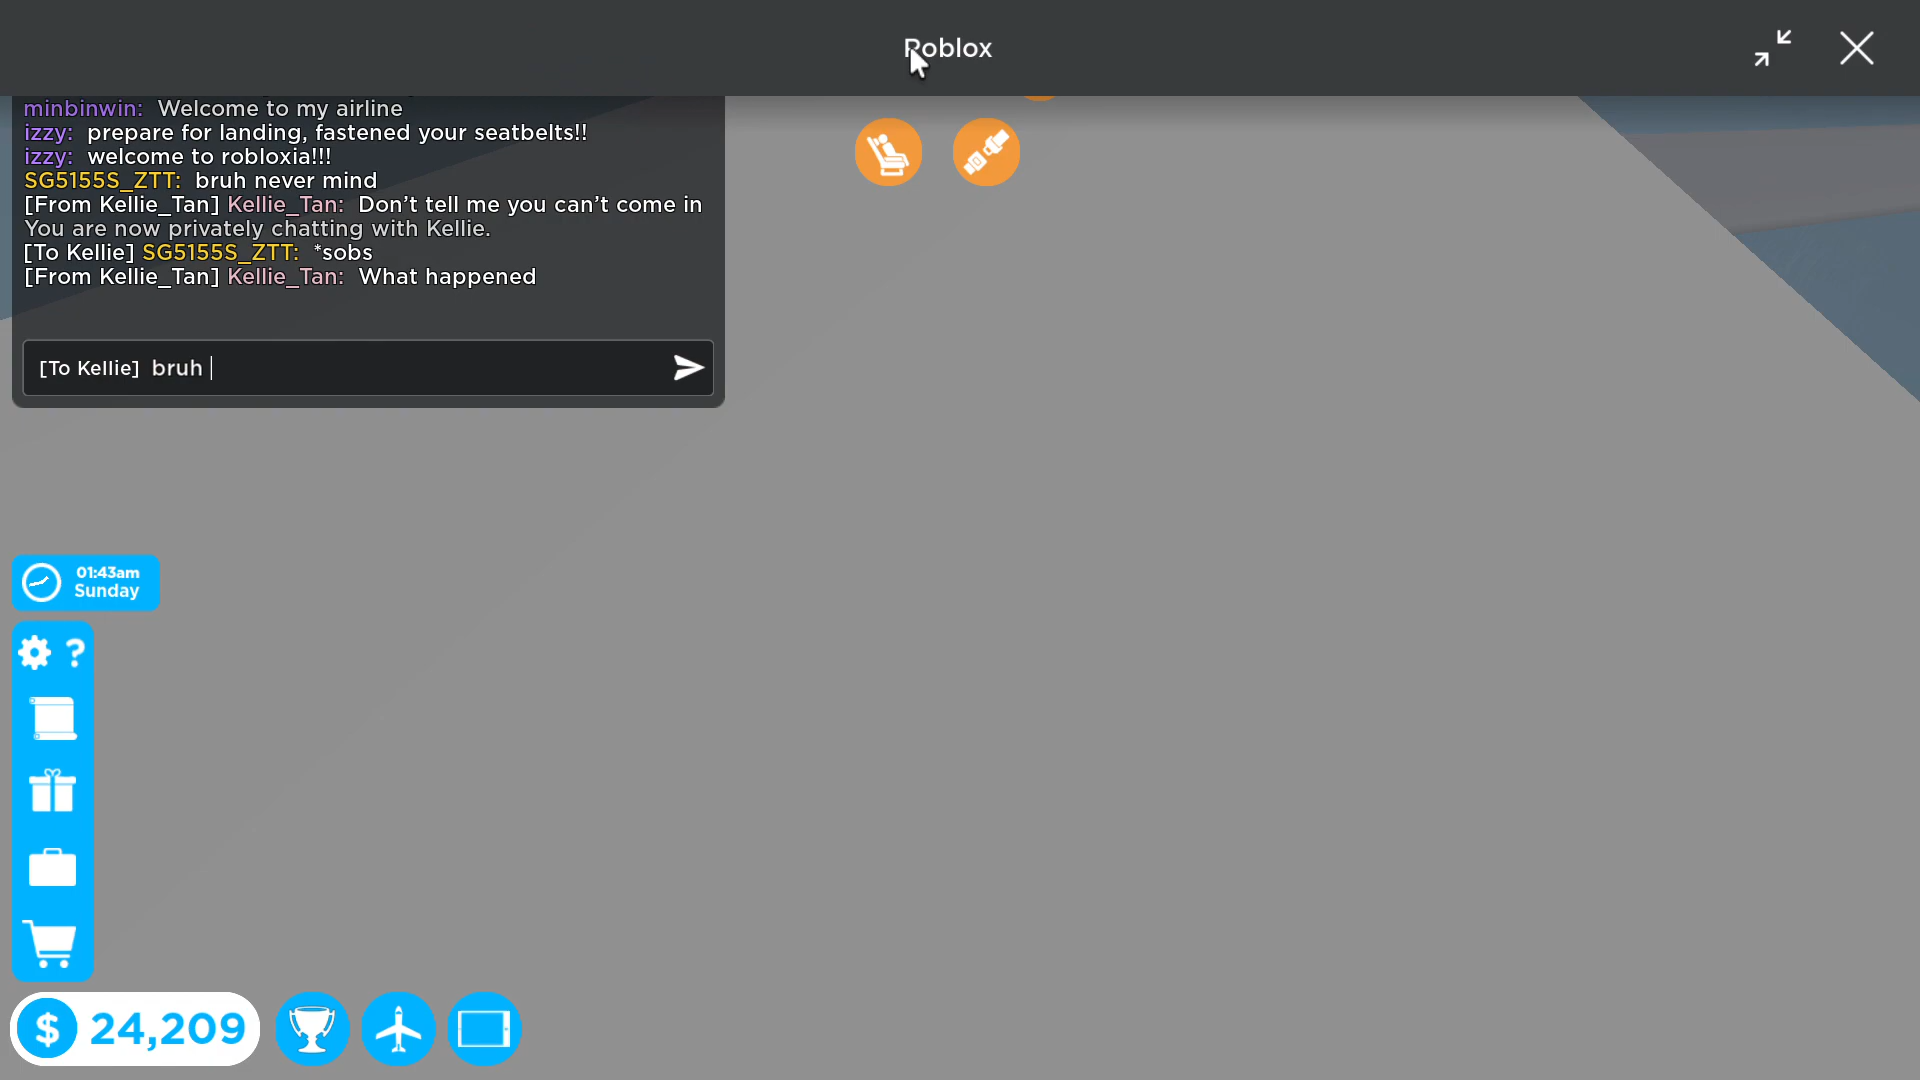 Roblox
minbinwin: Welcome to my airline
izzy: prepare for landing, fastened your seatbelts!!
izzy: welcome to robloxia!!!
SG5155S_ZTT: bruh never mind
[From Kellie_Tan] Kellie_Tan: Don’t tell me you can’t come in
You are now privately chatting with Kellie.
[To Kellie] SG5155S_ZTT: *sobs
[From Kellie_Tan] Kellie_Tan: What happened
[To Kellie] bruh
01:43am
Sunday
?
$ 24,209